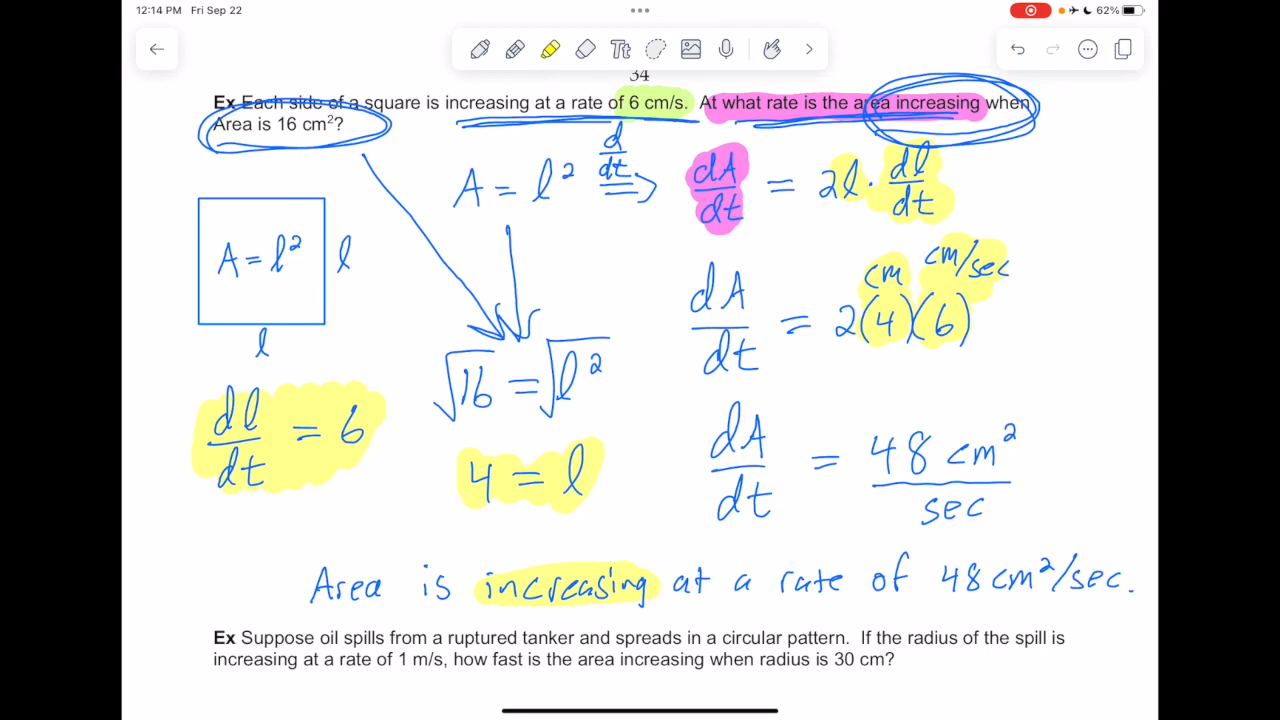 12:14 PM Fri Sep 22
62%
Tt
34
Ex Each side of a square is increasing at a rate of 6 cm/s. At what rate is the area increasing when
Area is 16 cm²?
A = l² d/dt => dA/dt = 2l · dl/dt
A = l² l
l
cm cm/sec
dA/dt = 2(4)(6)
√16 = √l²
dl/dt = 6
4 = l
dA/dt = 48 cm²/sec
Area is increasing at a rate of 48 cm²/sec.
Ex Suppose oil spills from a ruptured tanker and spreads in a circular pattern. If the radius of the spill is
increasing at a rate of 1 m/s, how fast is the area increasing when radius is 30 cm?